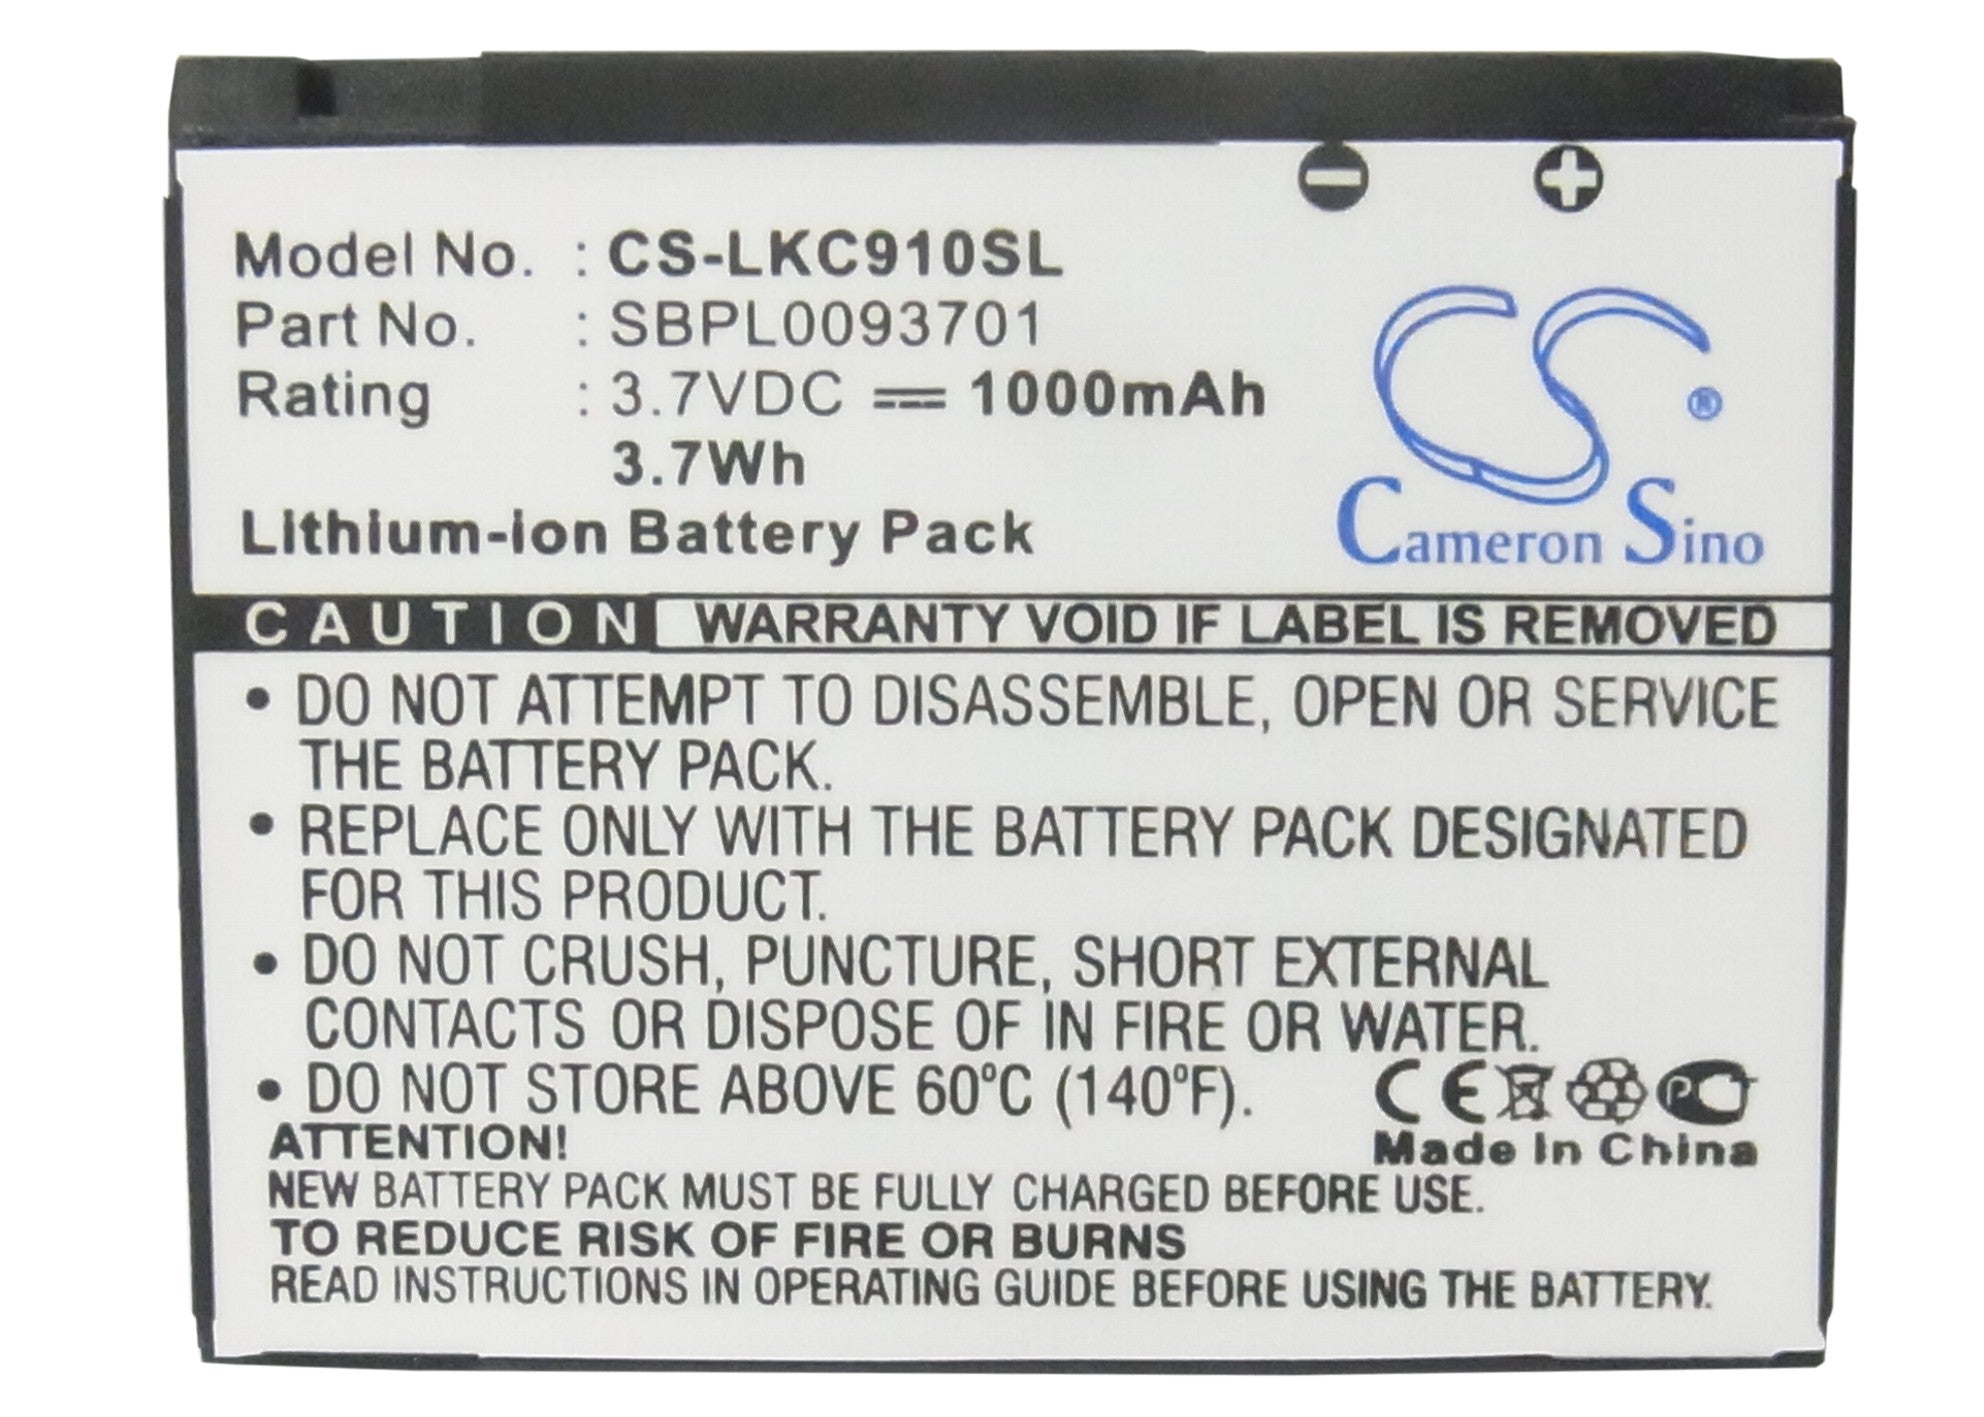 Model No. : CS-LKC910SL
Part No. : SBPL0093701
Rating : 3.7VDC ⎓ 1000mAh
3.7Wh
Lithium-ion Battery Pack
CS®
Cameron Sino
CAUTION WARRANTY VOID IF LABEL IS REMOVED
• DO NOT ATTEMPT TO DISASSEMBLE, OPEN OR SERVICE
THE BATTERY PACK.
• REPLACE ONLY WITH THE BATTERY PACK DESIGNATED
FOR THIS PRODUCT.
• DO NOT CRUSH, PUNCTURE, SHORT EXTERNAL
CONTACTS OR DISPOSE OF IN FIRE OR WATER.
• DO NOT STORE ABOVE 60ºC (140ºF).
CE
Made In China
ATTENTION!
NEW BATTERY PACK MUST BE FULLY CHARGED BEFORE USE.
TO REDUCE RISK OF FIRE OR BURNS
READ INSTRUCTIONS IN OPERATING GUIDE BEFORE USING THE BATTERY.